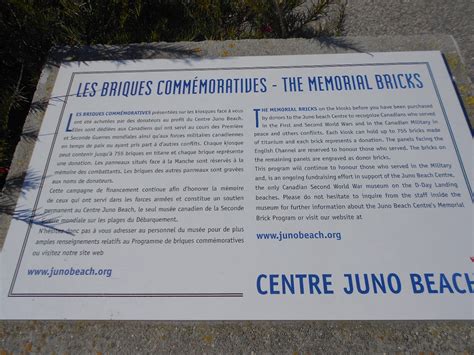 LES BRIQUES COMMÉMORATIVES - THE MEMORIAL BRICKS
LES BRIQUES COMMÉMORATIVES présentées sur les kiosques face à vous
ont été achetées par des donateurs au profit du Centre Juno Beach.
Elles sont dédiées aux Canadiens qui ont servi au cours des Première
et Seconde Guerres mondiales ainsi qu'aux forces militaires canadiennes
en temps de paix ou ayant pris part à d'autres conflits. Chaque kiosque
peut contenir jusqu'à 755 briques en titane et chaque brique représente
une donation. Les panneaux situés face à la Manche sont réservés à la
mémoire des combattants. Les briques des autres panneaux sont gravées
aux noms de donateurs.
Cette campagne de financement continue afin d'honorer la mémoire
de ceux qui ont servi dans les forces armées et constitue un soutien
permanent au Centre Juno Beach, le seul musée canadien de la Seconde
Guerre mondiale sur les plages du Débarquement.
N'hésitez donc pas à vous adresser au personnel du musée pour de plus
amples renseignements relatifs au Programme de briques commémoratives
ou visitez notre site web
www.junobeach.org
THE MEMORIAL BRICKS on the kiosks before you have been purchased
by donors to the Juno Beach Centre to recognize Canadians who served
in the First and Second World Wars and in the Canadian Military in
peace and others conflicts. Each kiosk can hold up to 755 bricks made
of titanium and each brick represents a donation. The panels facing the
English Channel are reserved to honour those who served. The bricks on
the remaining panels are engraved as donor bricks.
This program will continue to honour those who served in the Military
and is an ongoing fundraising effort in support of the Juno Beach Centre,
the only Canadian Second World War museum on the D-Day Landing
beaches. Please do not hesitate to inquire from the staff inside the
museum for further information about the Juno Beach Centre's Memorial
Brick Program or visit our website at
www.junobeach.org
CENTRE JUNO BEACH